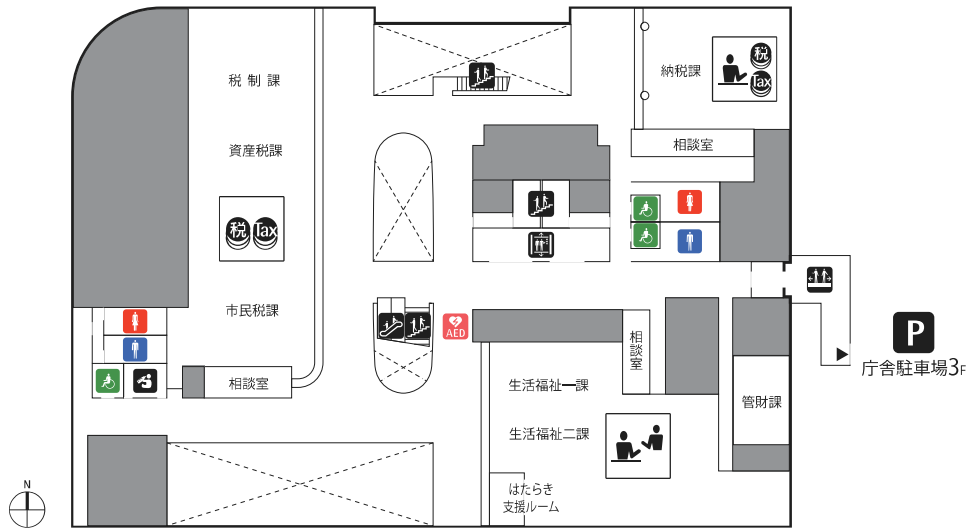 税制課
納税課
税
Tax
相談室
資産税課
税
Tax
市民税課
AED
相談室
P
庁舎駐車場3F
相談室
生活福祉一課
管財課
生活福祉二課
はたらき
支援ルーム
N